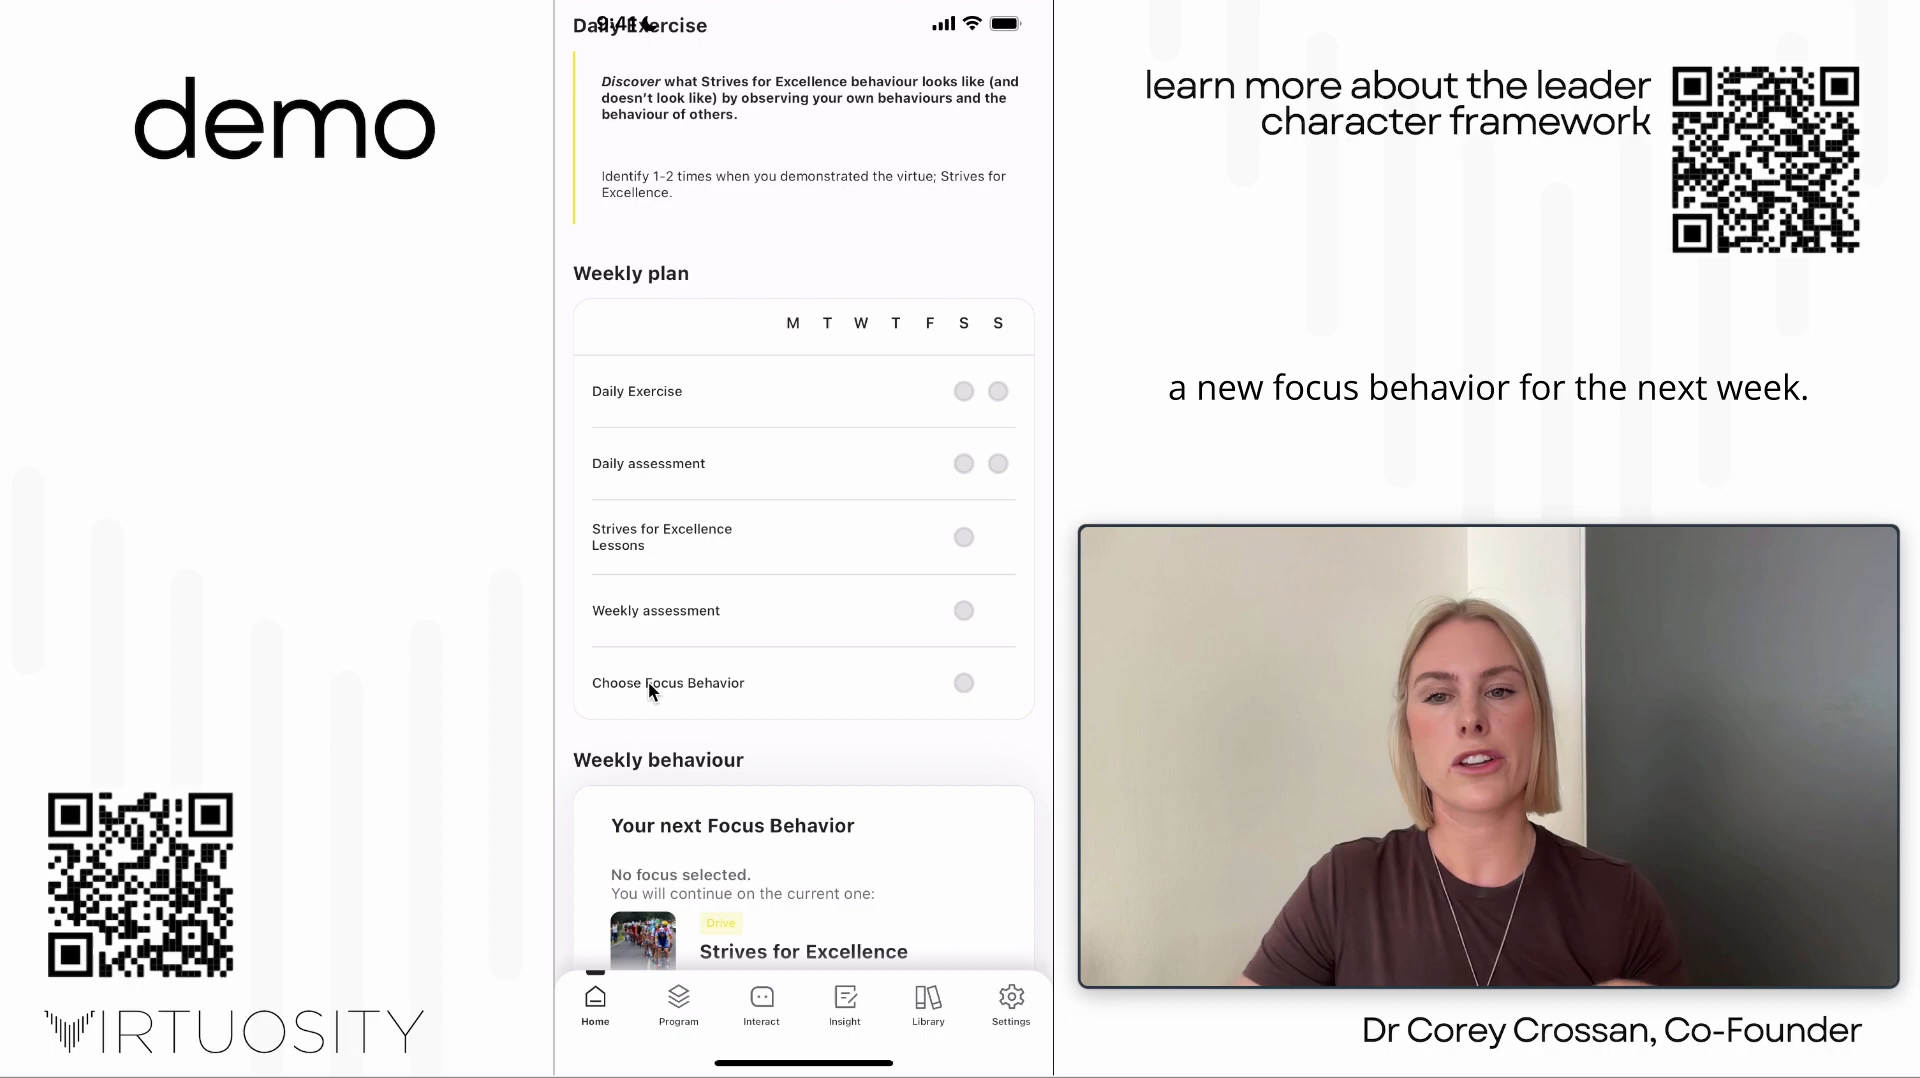 demo
Daily Exercise
9:41
Discover what Strives for Excellence behaviour looks like (and
doesn't look like) by observing your own behaviours and the
behaviour of others.
Identify 1-2 times when you demonstrated the virtue; Strives for
Excellence.
Weekly plan
M T W T F S S
Daily Exercise
Daily assessment
Strives for Excellence
Lessons
Weekly assessment
Choose Focus Behavior
Weekly behaviour
Your next Focus Behavior
No focus selected.
You will continue on the current one:
Drive
Strives for Excellence
Home Program Interact Insight Library Settings
VIRTUOSITY
learn more about the leader
character framework
a new focus behavior for the next week.
Dr Corey Crossan, Co-Founder